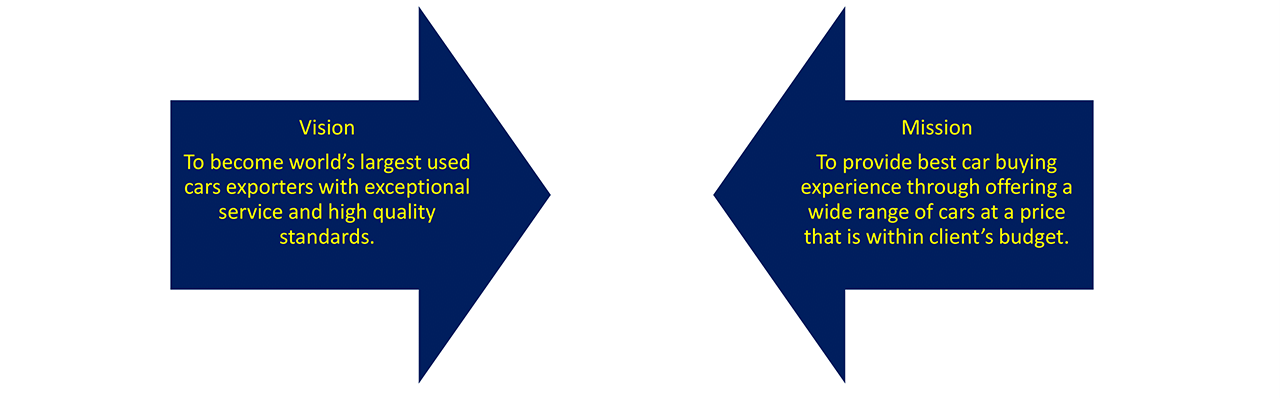 Vision
To become world’s largest used
cars exporters with exceptional
service and high quality
standards.
Mission
To provide best car buying
experience through offering a
wide range of cars at a price
that is within client’s budget.